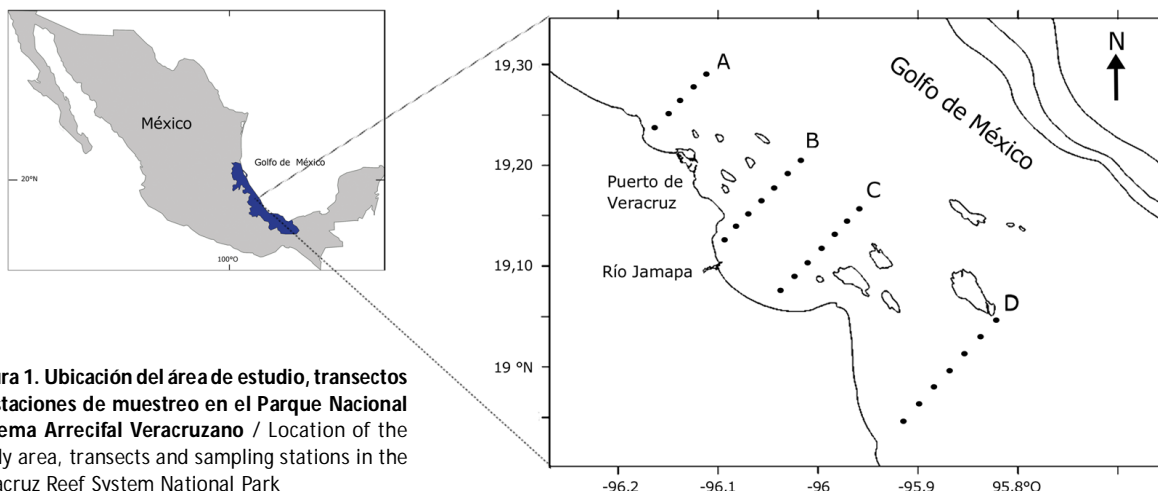 México
Golfo de México
20°N
100°O
19,30
19,20
19,10
19 °N
-96.2
-96.1
-96
-95.9
-95.8°O
A
B
C
D
N
Golfo de México
Puerto de
Veracruz
Río Jamapa
ura 1. Ubicación del área de estudio, transectos
staciones de muestreo en el Parque Nacional
ema Arrecifal Veracruzano / Location of the
dy area, transects and sampling stations in the
acruz Reef System National Park